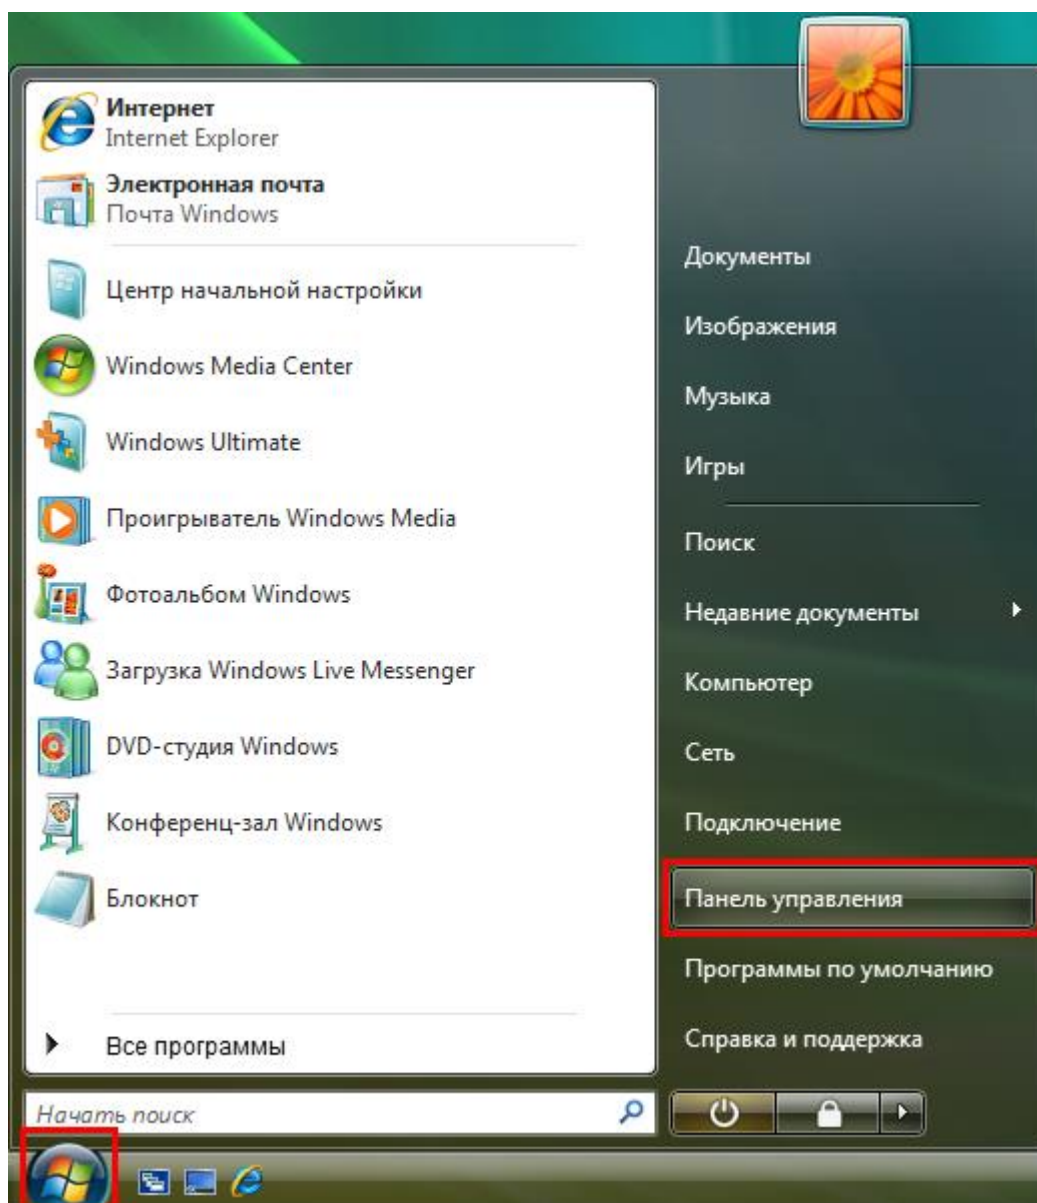 Интернет
Internet Explorer
Электронная почта
Почта Windows
Центр начальной настройки
Windows Media Center
Windows Ultimate
Проигрыватель Windows Media
Фотоальбом Windows
Загрузка Windows Live Messenger
DVD-студия Windows
Конференц-зал Windows
Блокнот
Все программы
Начать поиск
Документы
Изображения
Музыка
Игры
Поиск
Недавние документы
Компьютер
Сеть
Подключение
Панель управления
Программы по умолчанию
Справка и поддержка